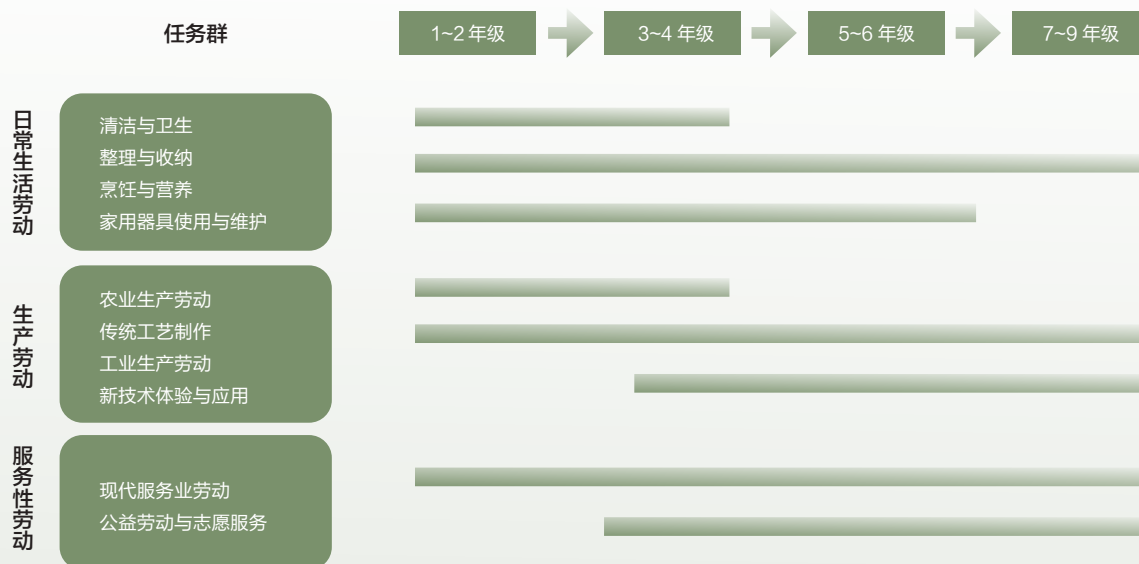 任务群
1~2 年级
3~4 年级
5~6 年级
7~9 年级
日常生活劳动
清洁与卫生
整理与收纳
烹饪与营养
家用器具使用与维护
生产劳动
农业生产劳动
传统工艺制作
工业生产劳动
新技术体验与应用
服务性劳动
现代服务业劳动
公益劳动与志愿服务